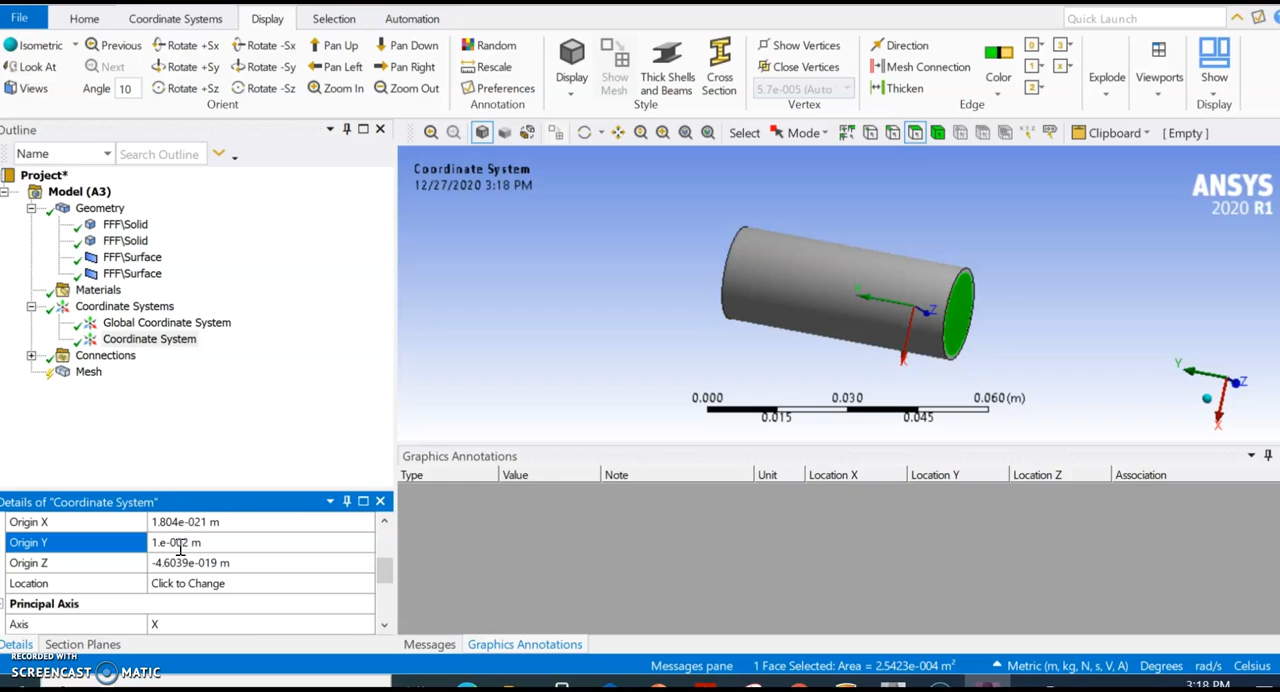 File Home Coordinate Systems Display Selection Automation Quick Launch
Isometric Previous Rotate +Sx Rotate -Sx Pan Up Pan Down Random Show Vertices Direction 0 3
Look At Next Rotate +Sy Rotate -Sy Pan Left Pan Right Rescale Display Show Mesh Thick Shells and Beams Cross Section Close Vertices Mesh Connection 1 x Color Explode Viewports Show
Views Angle 10 Rotate +Sz Rotate -Sz Zoom In Zoom Out Preferences 5.7e-005 (Auto Thicken 2
Orient Annotation Style Vertex Edge Display
Outline Select Mode Clipboard [ Empty ]
Name Search Outline
Project*
Model (A3)
Geometry
FFF\Solid
FFF\Solid
FFF\Surface
FFF\Surface
Materials
Coordinate Systems
Global Coordinate System
Coordinate System
Connections
Mesh
Coordinate System
12/27/2020 3:18 PM
ANSYS
2020 R1
Y Z X
0.000 0.030 0.060 (m)
0.015 0.045
Y Z X
Graphics Annotations
Type Value Note Unit Location X Location Y Location Z Association
Details of "Coordinate System"
Origin X 1.804e-021 m
Origin Y 1.e-002 m
Origin Z -4.6039e-019 m
Location Click to Change
Principal Axis
Axis X
Details Section Planes
Messages Graphics Annotations
RECORDED WITH
SCREENCAST MATIC
Messages pane 1 Face Selected: Area = 2.5423e-004 m² Metric (m, kg, N, s, V, A) Degrees rad/s Celsius
3:18 PM